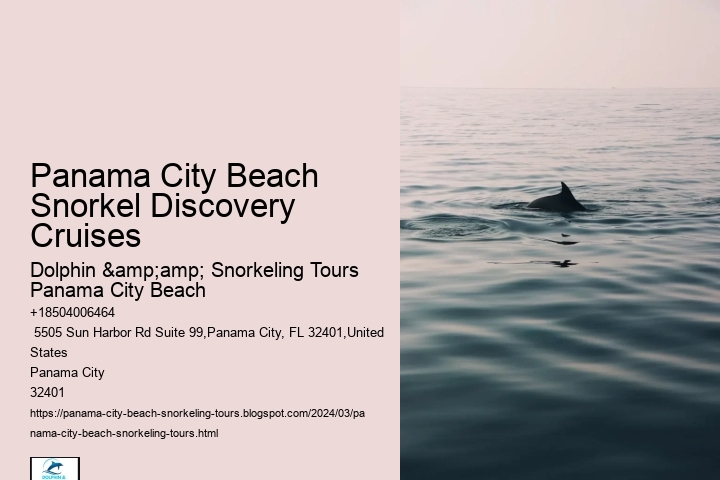 Panama City Beach
Snorkel Discovery
Cruises
Dolphin &amp;amp; Snorkeling Tours
Panama City Beach
+18504006464
5505 Sun Harbor Rd Suite 99,Panama City, FL 32401,United
States
Panama City
32401
https://panama-city-beach-snorkeling-tours.blogspot.com/2024/03/pa
nama-city-beach-snorkeling-tours.html
DOLPHIN &